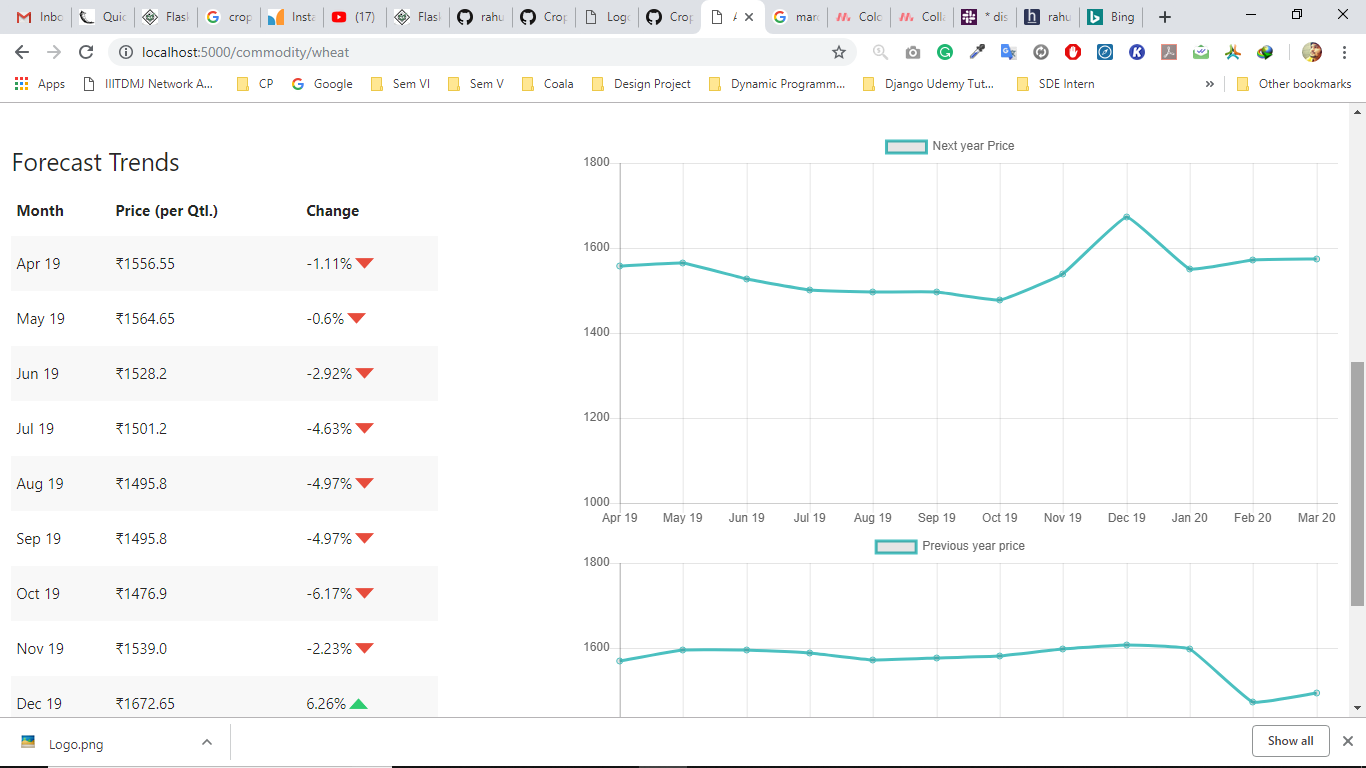 Inbo Quic Flask crop Insta (17) Flask rahu Crop Logo Crop A mar Colo Colla * dis rahu Bing
localhost:5000/commodity/wheat
Apps IIITDMJ Network A... CP Google Sem VI Sem V Coala Design Project Dynamic Programm... Django Udemy Tut... SDE Intern » Other bookmarks
Forecast Trends
Month Price (per Qtl.) Change
Apr 19 ₹1556.55 -1.11%
May 19 ₹1564.65 -0.6%
Jun 19 ₹1528.2 -2.92%
Jul 19 ₹1501.2 -4.63%
Aug 19 ₹1495.8 -4.97%
Sep 19 ₹1495.8 -4.97%
Oct 19 ₹1476.9 -6.17%
Nov 19 ₹1539.0 -2.23%
Dec 19 ₹1672.65 6.26%
Next year Price
1800
1600
1400
1200
1000
Apr 19 May 19 Jun 19 Jul 19 Aug 19 Sep 19 Oct 19 Nov 19 Dec 19 Jan 20 Feb 20 Mar 20
Previous year price
1800
1600
Logo.png
Show all